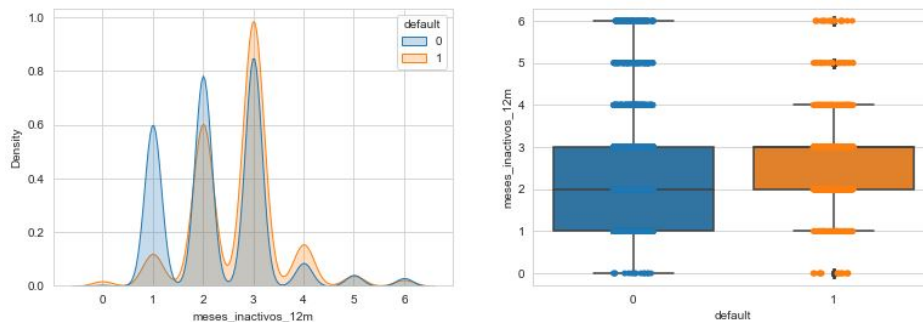 1.0
0.8
0.6
0.4
0.2
0.0
Density
0 1 2 3 4 5 6
meses_inactivos_12m
default
0
1
6
5
4
3
2
1
0
meses_inactivos_12m
0 1
default